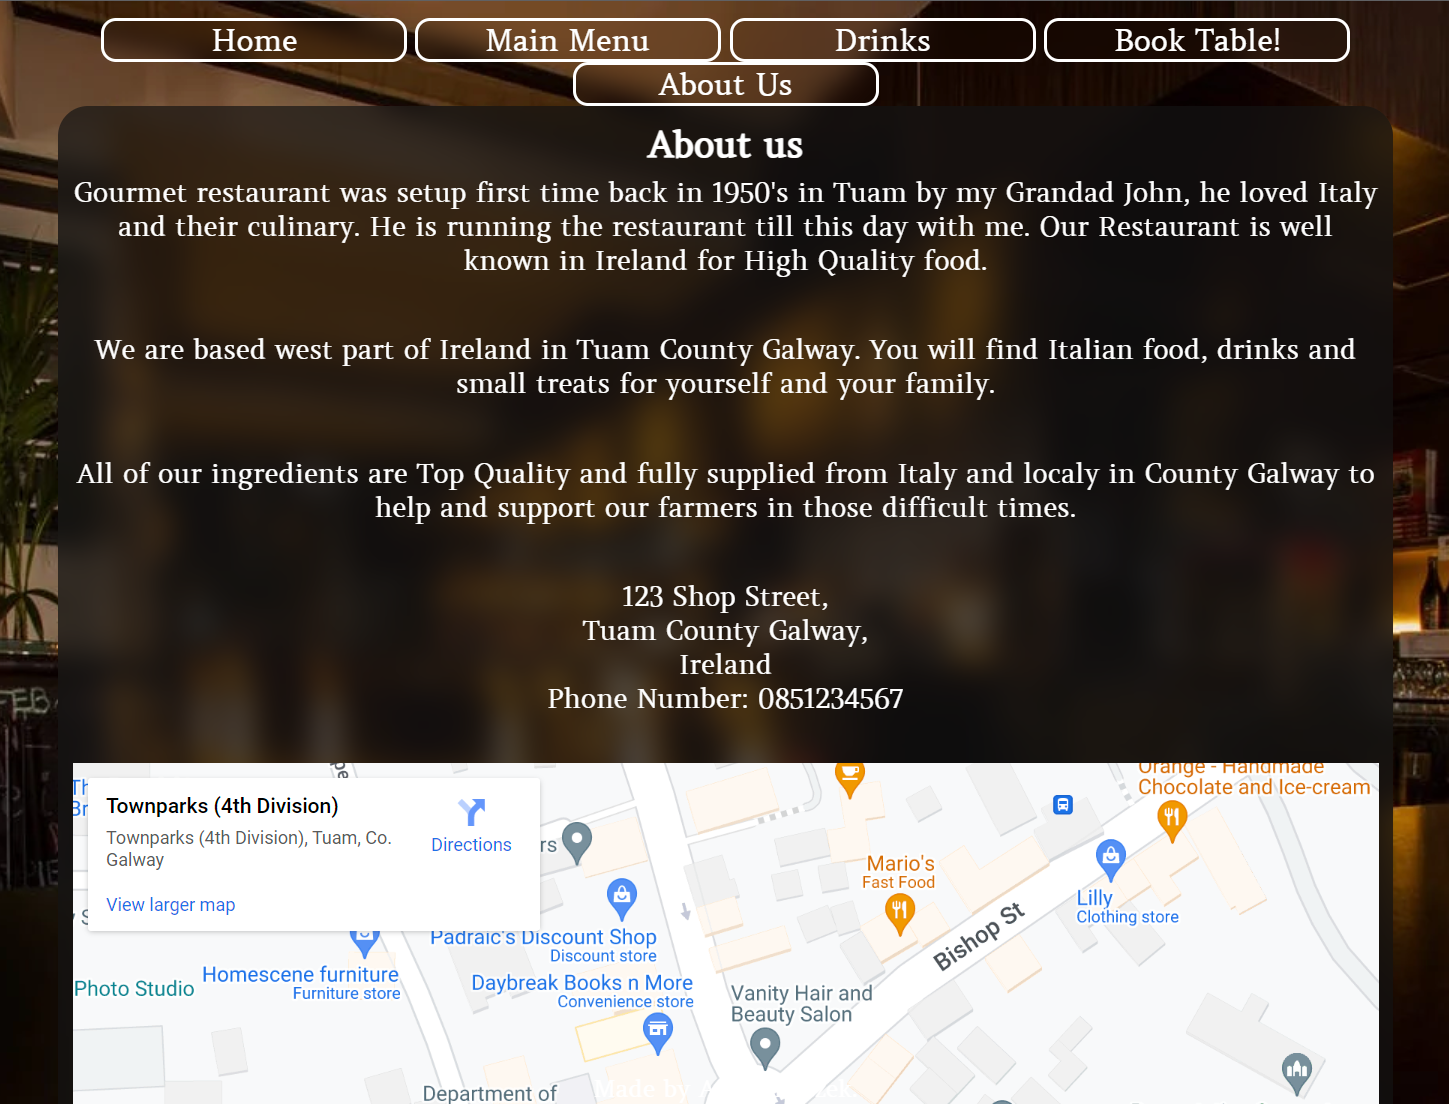 Home
Main Menu
Drinks
Book Table!
About Us
About us
Gourmet restaurant was setup first time back in 1950's in Tuam by my Grandad John, he loved Italy
and their culinary. He is running the restaurant till this day with me. Our Restaurant is well
known in Ireland for High Quality food.
We are based west part of Ireland in Tuam County Galway. You will find Italian food, drinks and
small treats for yourself and your family.
All of our ingredients are Top Quality and fully supplied from Italy and localy in County Galway to
help and support our farmers in those difficult times.
123 Shop Street,
Tuam County Galway,
Ireland
Phone Number: 0851234567
Townparks (4th Division)
Townparks (4th Division), Tuam, Co.
Galway
Directions
View larger map
Orange - Handmade
Chocolate and Ice-cream
Mario's
Fast Food
Lilly
Clothing store
Bishop St
Padraic's Discount Shop
Discount store
Homescene furniture
Furniture store
Photo Studio
Daybreak Books n More
Convenience store
Vanity Hair and
Beauty Salon
Department of
Made by